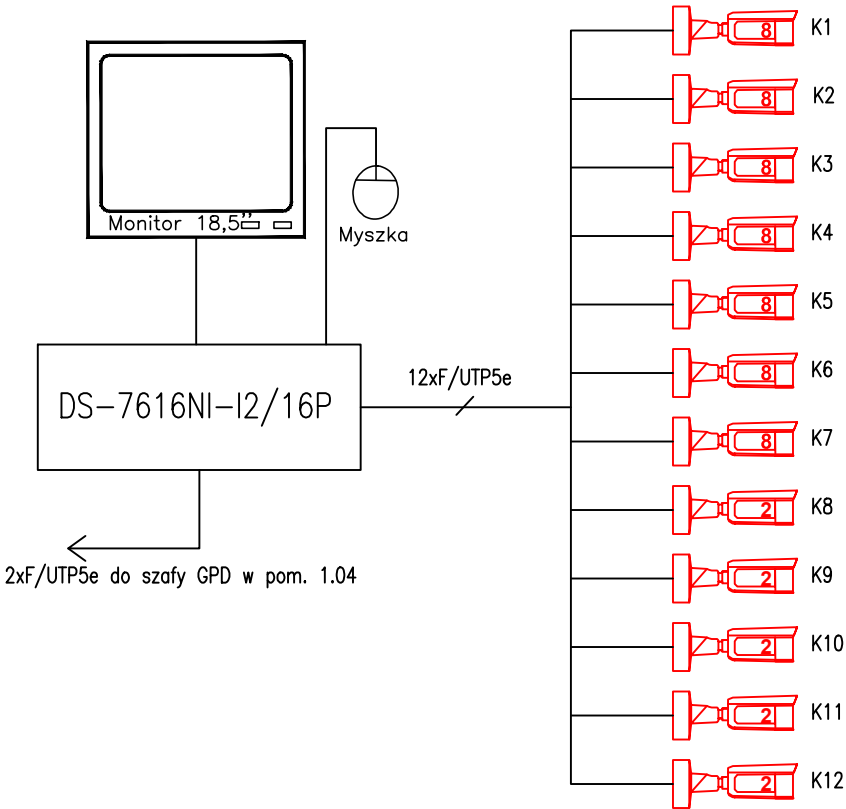 8 K1
8 K2
8 K3
8 K4
8 K5
8 K6
8 K7
2 K8
2 K9
2 K10
2 K11
2 K12
Monitor 18,5”
Myszka
DS-7616NI-I2/16P
12xF/UTP5e
2xF/UTP5e do szafy GPD w pom. 1.04